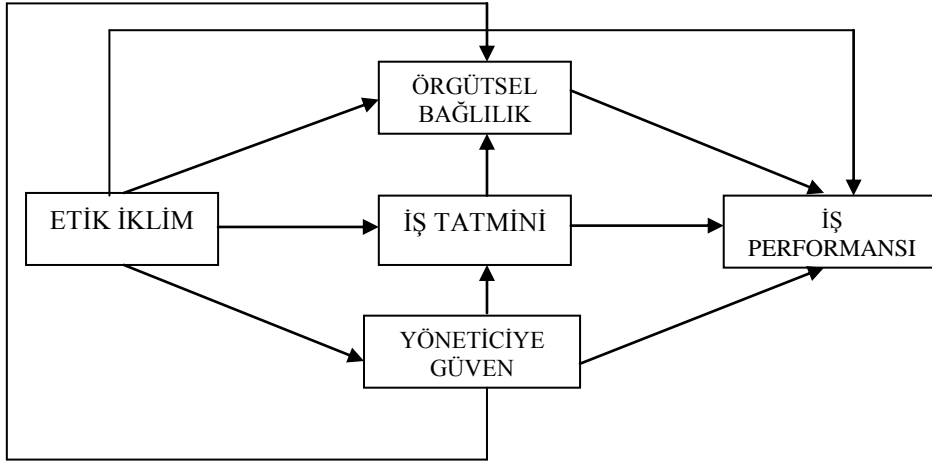 ÖRGÜTSEL
BAĞLILIK
ETİK İKLİM
İŞ TATMİNİ
İŞ
PERFORMANSI
YÖNETİCİYE
GÜVEN